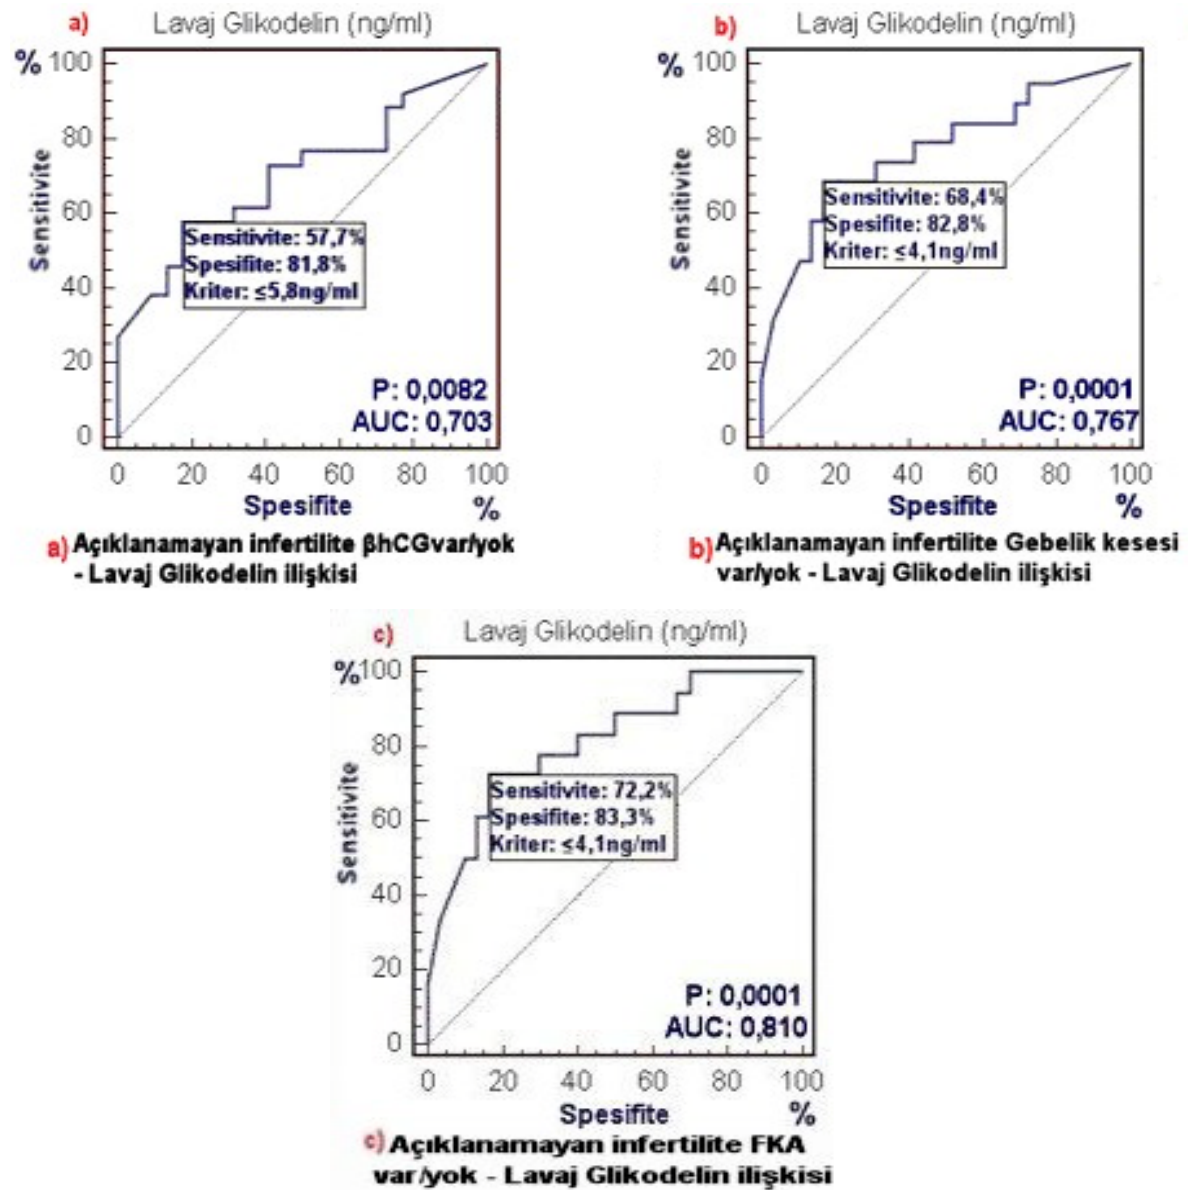 a) Lavaj Glikodelin (ng/ml)
% 100
80
60
40
20
0
Sensitivite
Sensitivite: 57,7%
Spesifite: 81,8%
Kriter: ≤5,8ng/ml
P: 0,0082
AUC: 0,703
0 20 40 60 80 100
Spesifite %
a) Açıklanamayan infertilite βhCGvar/yok
- Lavaj Glikodelin ilişkisi
b) Lavaj Glikodelin (ng/ml)
% 100
80
60
40
20
0
Sensitivite
Sensitivite: 68,4%
Spesifite: 82,8%
Kriter: ≤4,1ng/ml
P: 0,0001
AUC: 0,767
0 20 40 60 80 100
Spesifite %
b) Açıklanamayan infertilite Gebelik kesesi
var/yok - Lavaj Glikodelin ilişkisi
c) Lavaj Glikodelin (ng/ml)
%100
80
60
40
20
0
Sensitivite
Sensitivite: 72,2%
Spesifite: 83,3%
Kriter: ≤4,1ng/ml
P: 0,0001
AUC: 0,810
0 20 40 60 80 100
Spesifite %
c) Açıklanamayan infertilite FKA
var/yok - Lavaj Glikodelin ilişkisi